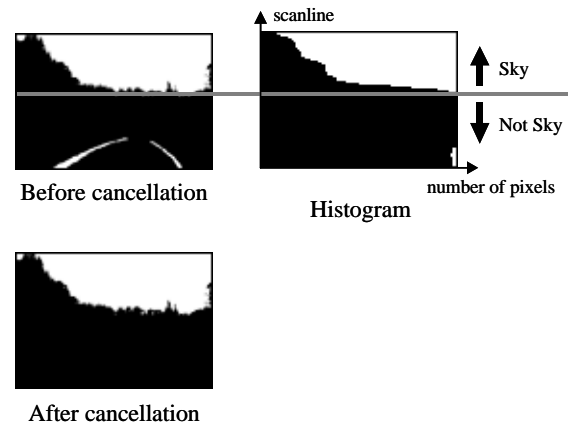 scanline
Sky
Not Sky
Before cancellation
number of pixels
Histogram
After cancellation